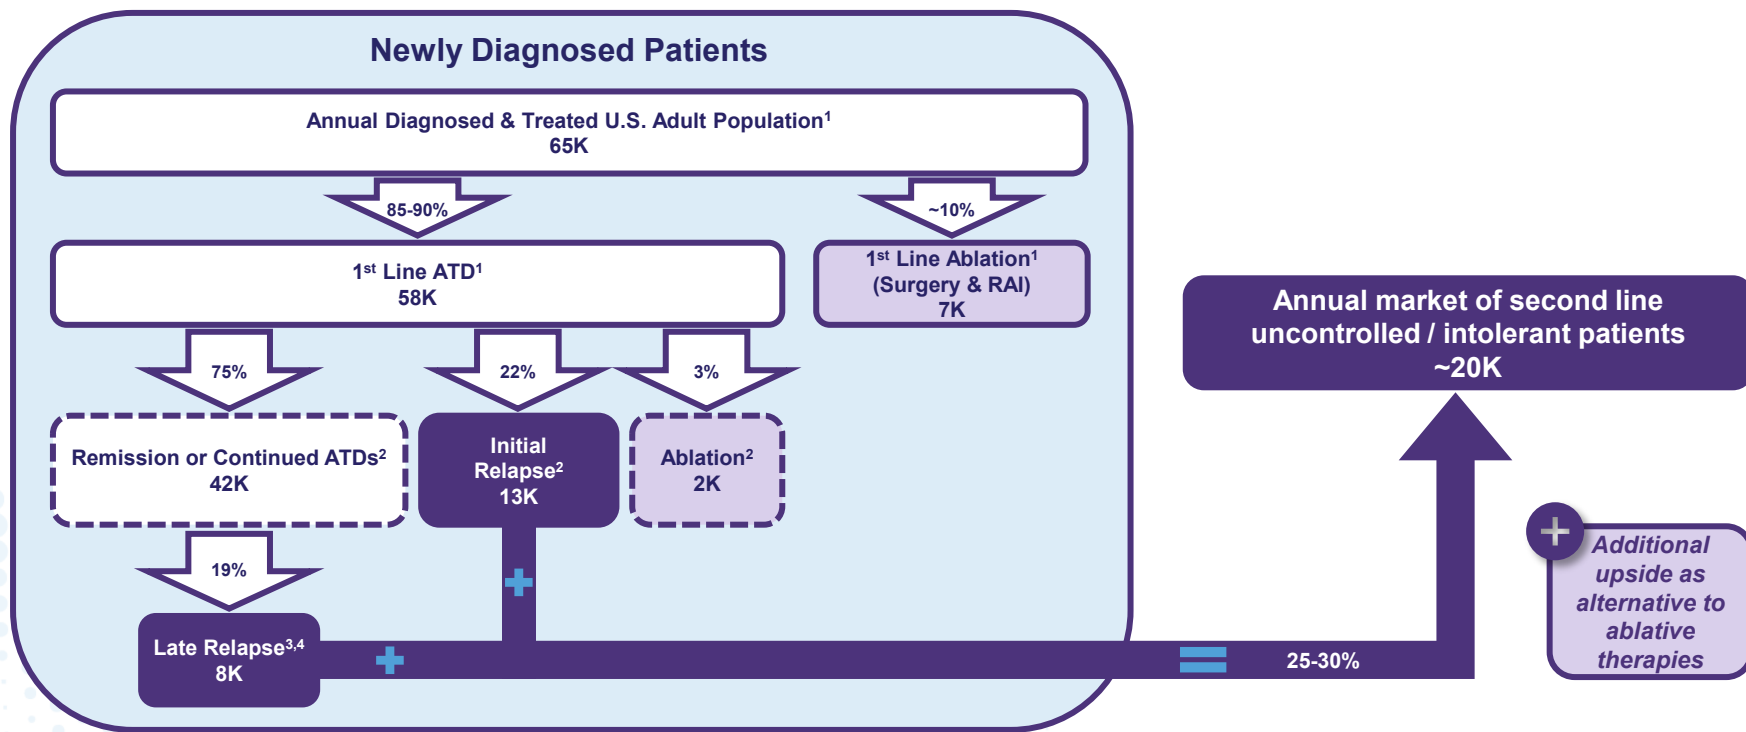 Newly Diagnosed Patients
Annual Diagnosed & Treated U.S. Adult Population¹
65K
85-90%
~10%
1st Line ATD¹
58K
1st Line Ablation¹
(Surgery & RAI)
7K
75%
22%
3%
Remission or Continued ATDs²
42K
Initial
Relapse²
13K
Ablation²
2K
19%
Late Relapse³,⁴
8K
+
+
=
25-30%
Annual market of second line
uncontrolled / intolerant patients
~20K
+
Additional
upside as
alternative to
ablative
therapies